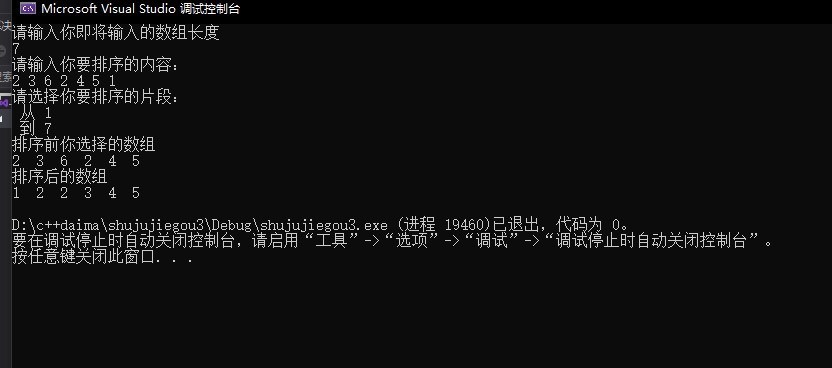 Microsoft Visual Studio 调试控制台
请输入你即将输入的数组长度
7
请输入你要排序的内容：
2 3 6 2 4 5 1
请选择你要排序的片段：
从 1
到 7
排序前你选择的数组
2 3 6 2 4 5
排序后的数组
1 2 2 3 4 5
D:\c++daima\shujujiegou3\Debug\shujujiegou3.exe (进程 19460)已退出，代码为 0。
要在调试停止时自动关闭控制台，请启用“工具”->“选项”->“调试”->“调试停止时自动关闭控制台”。
按任意键关闭此窗口. . .